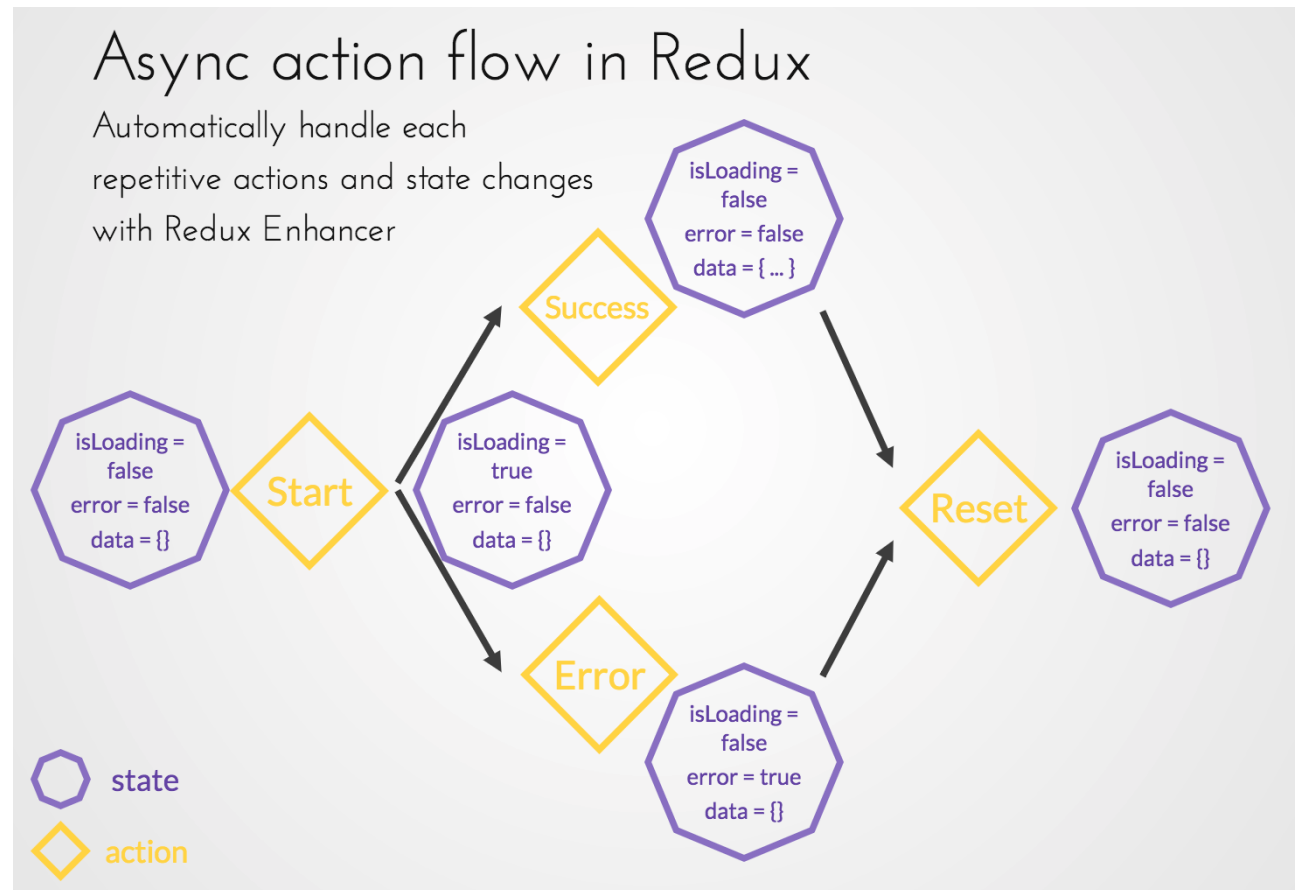 Async action flow in Redux
Automatically handle each
repetitive actions and state changes
with Redux Enhancer
isLoading =
false
error = false
data = {}
Start
isLoading =
true
error = false
data = {}
Success
isLoading =
false
error = false
data = { ... }
Error
isLoading =
false
error = true
data = {}
Reset
isLoading =
false
error = false
data = {}
state
action